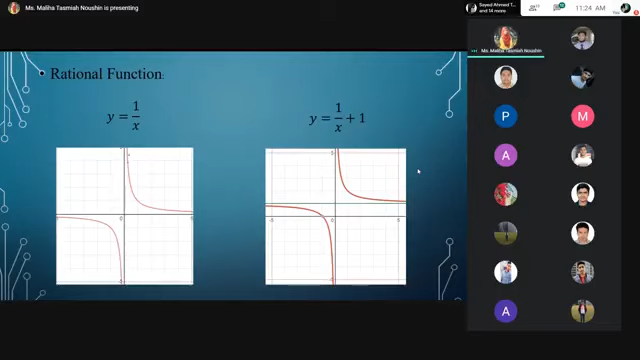 Ms. Maliha Tasmiah Noushin is presenting
Sayed Ahmed T...
and 14 more
11:24 AM
You
Rational Function:
y = 1/x
y = 1/x + 1
Ms. Maliha Tasmiah Noushin
P
M
A
A